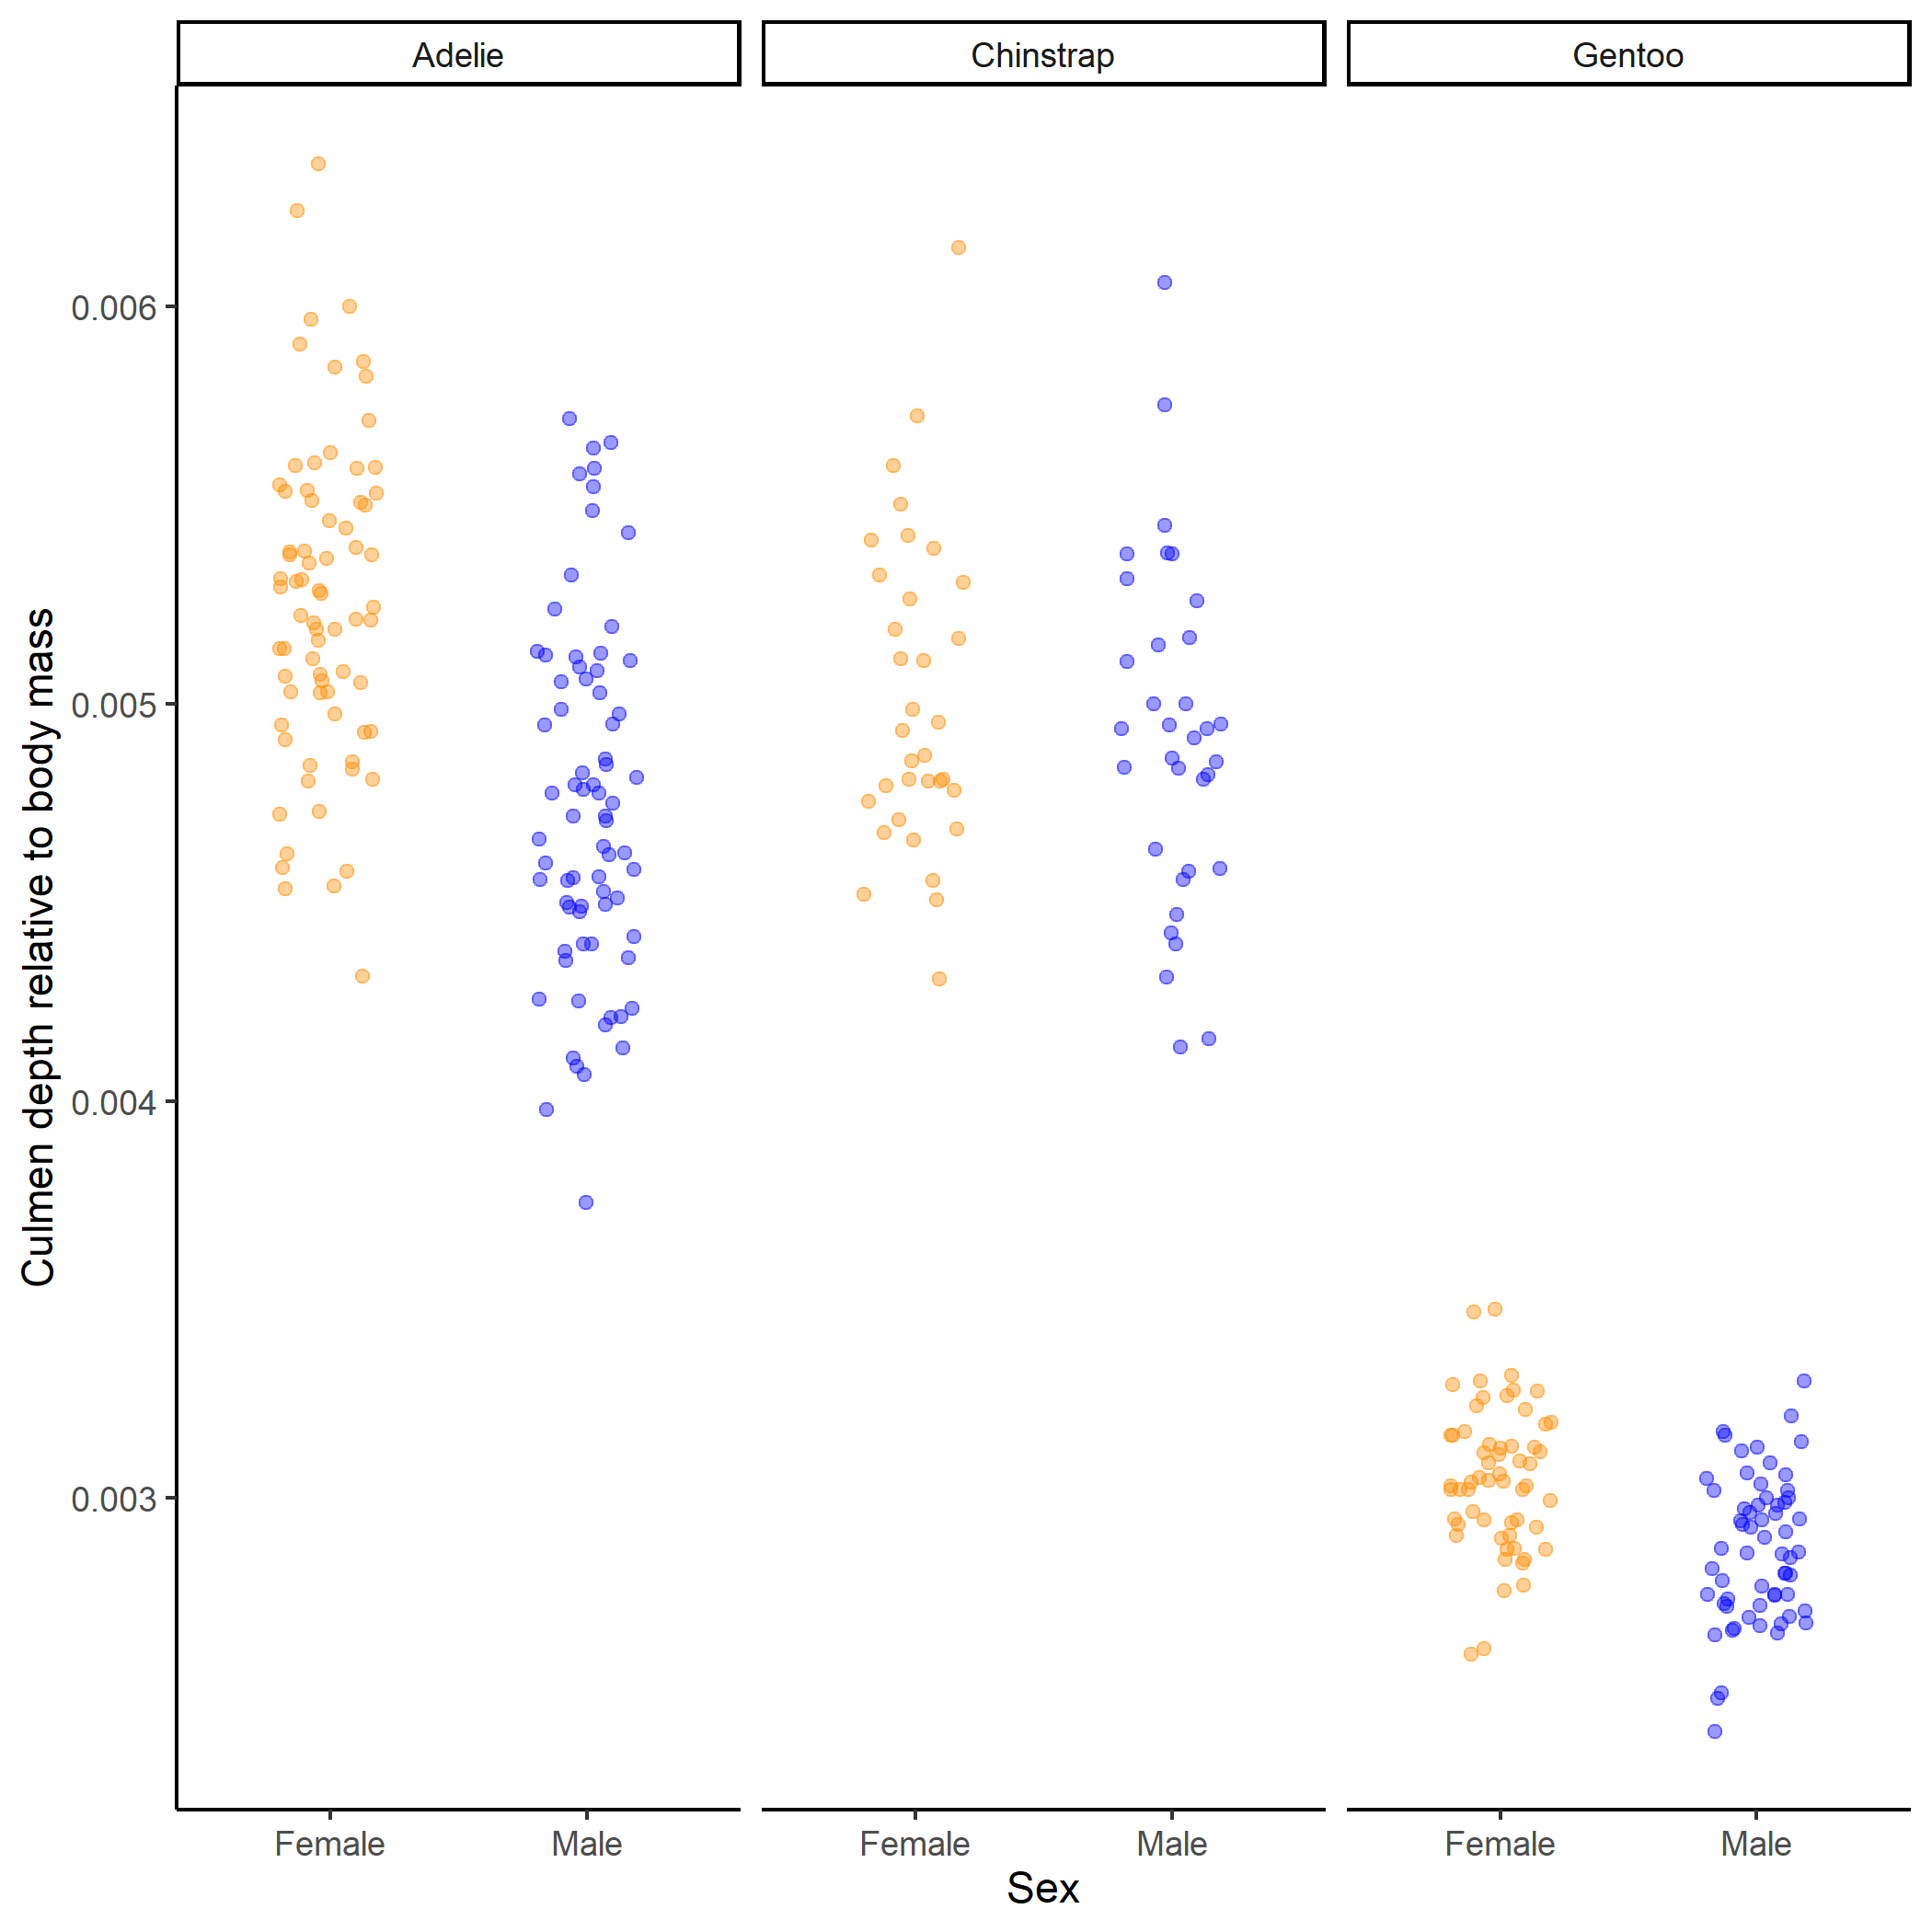 Adelie Chinstrap Gentoo
0.006
0.005
0.004
0.003
Culmen depth relative to body mass
Female Male Female Male Female Male
Sex